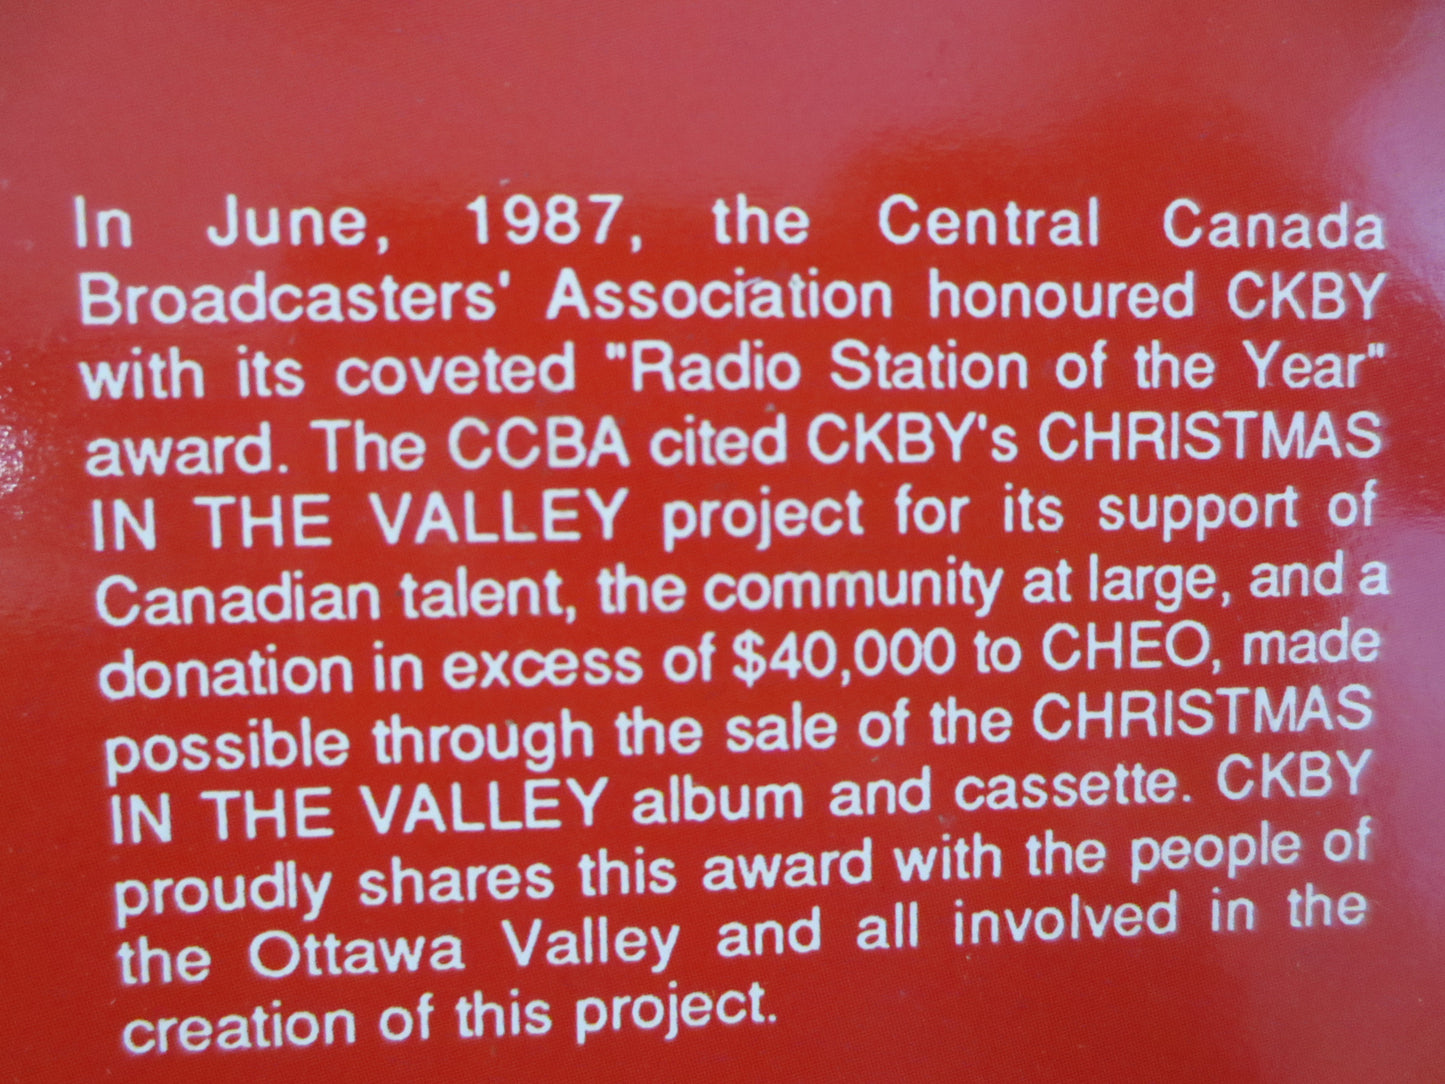 In June, 1987, the Central Canada
Broadcasters' Association honoured CKBY
with its coveted "Radio Station of the Year"
award. The CCBA cited CKBY's CHRISTMAS
IN THE VALLEY project for its support of
Canadian talent, the community at large, and a
donation in excess of $40,000 to CHEO, made
possible through the sale of the CHRISTMAS
IN THE VALLEY album and cassette. CKBY
proudly shares this award with the people of
the Ottawa Valley and all involved in the
creation of this project.